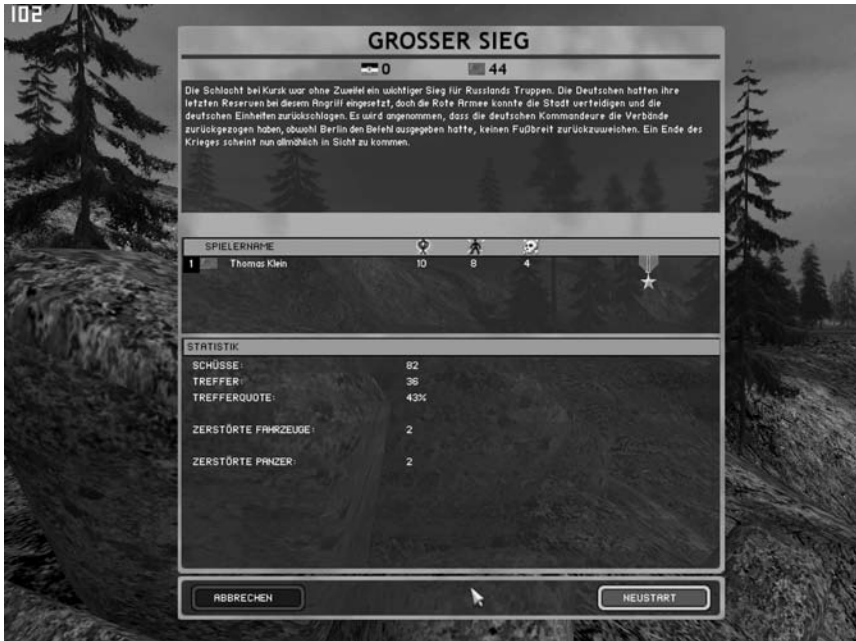 102
GROSSER SIEG
0 44
Die Schlacht bei Kursk war ohne Zweifel ein wichtiger Sieg für Russlands Truppen. Die Deutschen hatten ihre
letzten Reserven bei diesem Angriff eingesetzt, doch die Rote Armee konnte die Stadt verteidigen und die
deutschen Einheiten zurückschlagen. Es wird angenommen, dass die deutschen Kommandeure die Verbände
zurückgezogen haben, obwohl Berlin den Befehl ausgegeben hatte, keinen Fußbreit zurückzuweichen. Ein Ende des
Krieges scheint nun allmählich in Sicht zu kommen.
SPIELERNAME
1 Thomas Klein 10 8 4
STATISTIK
SCHÜSSE: 82
TREFFER: 36
TREFFERQUOTE: 43%
ZERSTÖRTE FAHRZEUGE: 2
ZERSTÖRTE PANZER: 2
ABBRECHEN NEUSTART